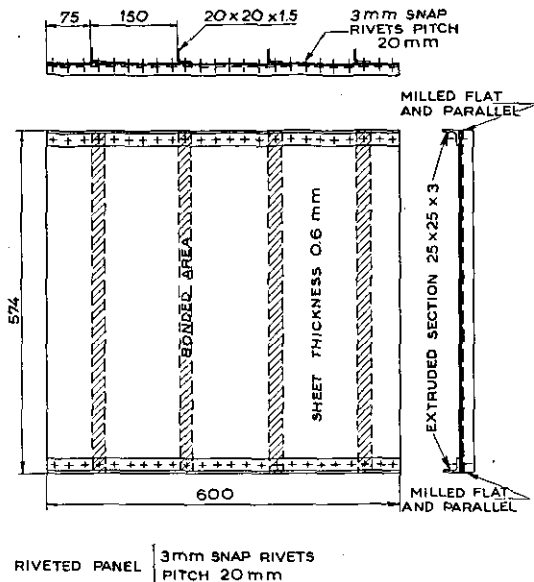 75
150
20 x 20 x 1.5
3mm SNAP
RIVETS PITCH
20mm
MILLED FLAT
AND PARALLEL
574
BONDED AREA
SHEET THICKNESS 0.6 mm
EXTRUDED SECTION 25 x 25 x 3
600
MILLED FLAT
AND PARALLEL
RIVETED PANEL
3mm SNAP RIVETS
PITCH 20mm